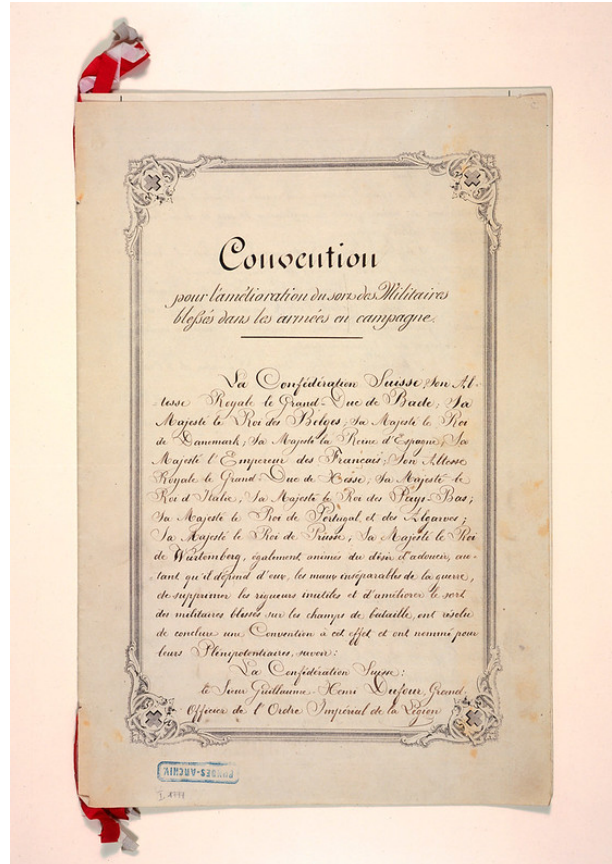 Convention
pour l'amélioration du sort des Militaires
blessés dans les armées en campagne.
La Confédération Suisse; Son Al-
-tesse Royale le Grand-Duc de Bade; Sa
Majesté le Roi des Belges; Sa Majesté le Roi
de Danemark; Sa Majesté la Reine d'Espagne; Sa
Majesté l'Empereur des Français; Son Altesse
Royale le Grand-Duc de Hesse; Sa Majesté le
Roi d'Italie; Sa Majesté le Roi des Pays-Bas;
Sa Majesté le Roi de Portugal et des Algarves;
Sa Majesté le Roi de Prusse; Sa Majesté le Roi
de Wurtemberg, également animés du désir d'adoucir, au-
-tant qu'il dépend d'eux, les maux inséparables de la guerre,
de supprimer les rigueurs inutiles et d'améliorer le sort
des militaires blessés sur les champs de bataille, ont résolu
de conclure une Convention à cet effet et ont nommé pour
leurs Plénipotentiaires, savoir:
La Confédération Suisse:
le Sieur Guillaume-Henri Dufour, Grand
Officier de l'Ordre Impérial de la Légion
BUNDES-ARCHIV